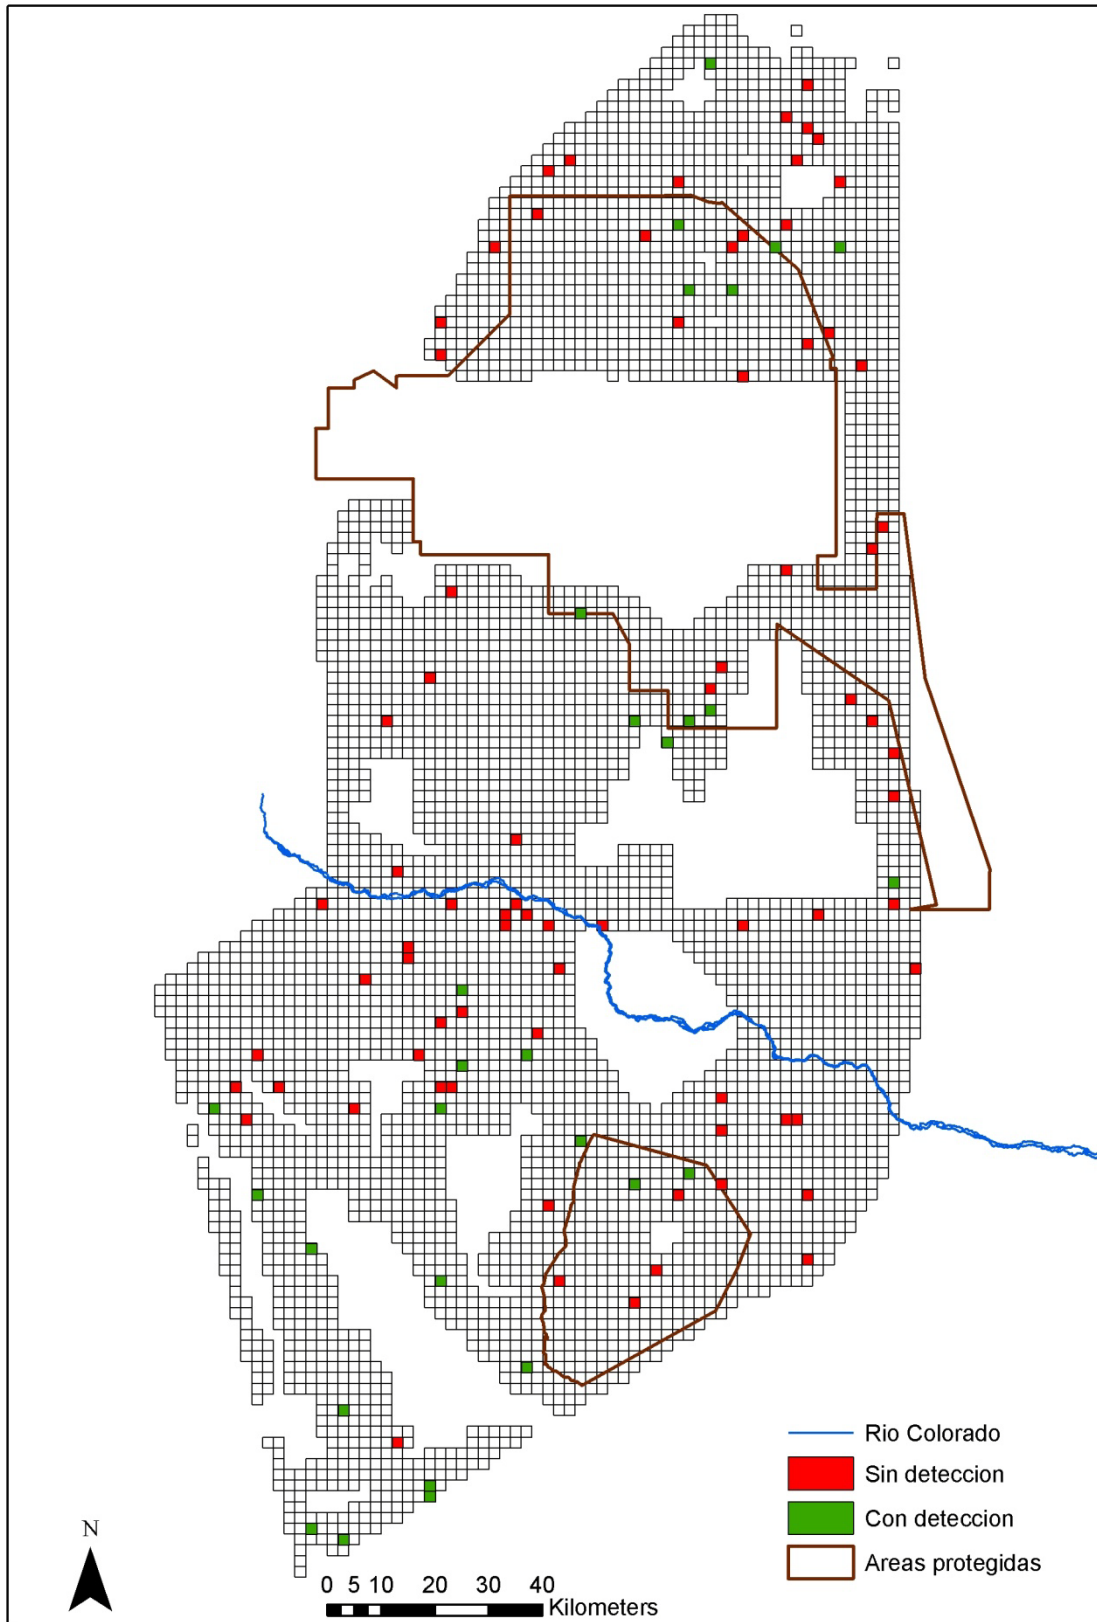 Rio Colorado
Sin deteccion
Con deteccion
Areas protegidas
N
0 5 10 20 30 40
Kilometers